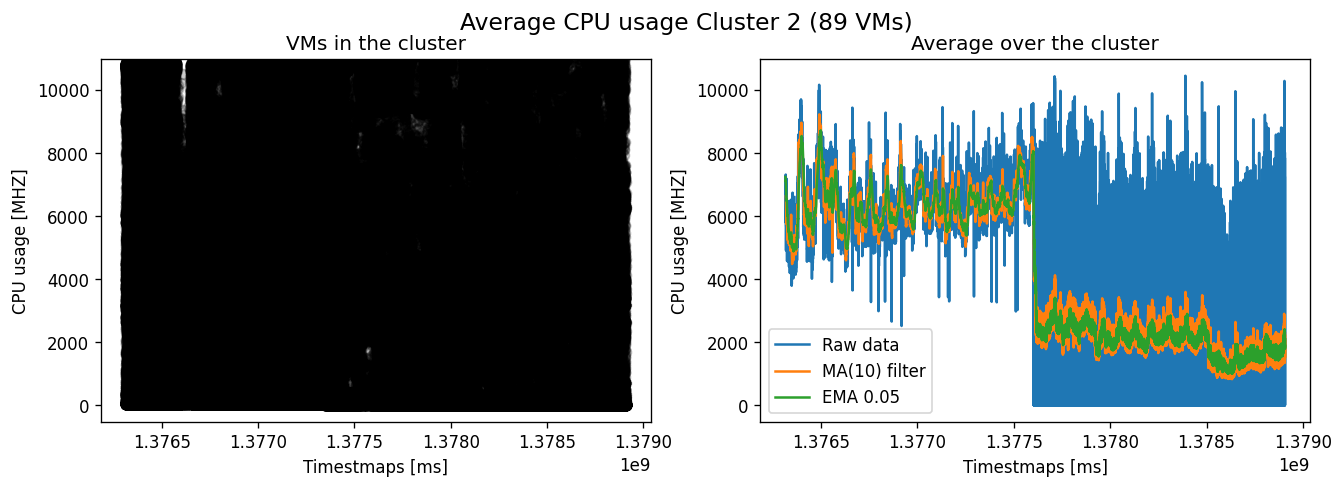 Average CPU usage Cluster 2 (89 VMs)
VMs in the cluster
CPU usage [MHZ]
10000
8000
6000
4000
2000
0
1.3765 1.3770 1.3775 1.3780 1.3785 1.3790
1e9
Timestmaps [ms]
Average over the cluster
CPU usage [MHZ]
10000
8000
6000
4000
2000
0
Raw data
MA(10) filter
EMA 0.05
1.3765 1.3770 1.3775 1.3780 1.3785 1.3790
1e9
Timestmaps [ms]